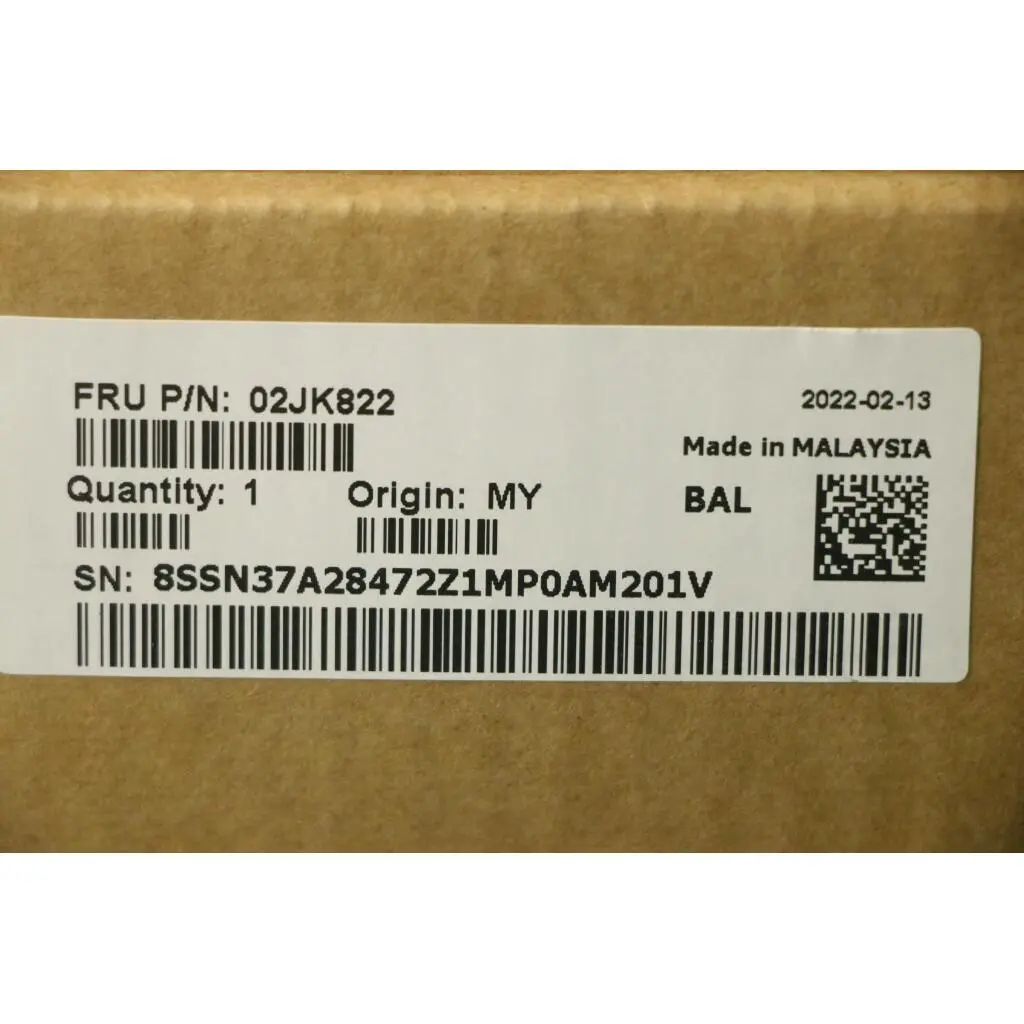 FRU P/N: 02JK822
2022-02-13
Made in MALAYSIA
Quantity: 1
Origin: MY
BAL
SN: 8SSN37A28472Z1MP0AM201V